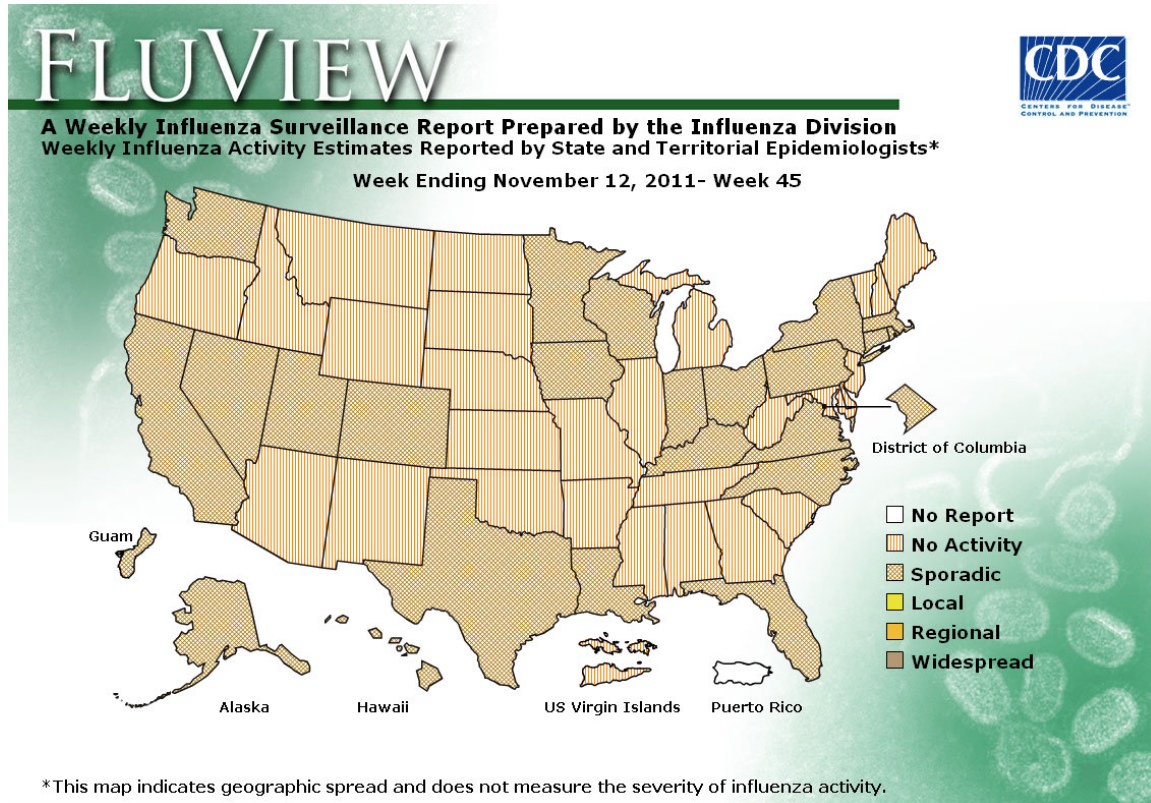 FLUVIEW
CDC
CENTERS FOR DISEASE™
CONTROL AND PREVENTION
A Weekly Influenza Surveillance Report Prepared by the Influenza Division
Weekly Influenza Activity Estimates Reported by State and Territorial Epidemiologists*
Week Ending November 12, 2011- Week 45
District of Columbia
No Report
Guam
No Activity
Sporadic
Local
Regional
Widespread
Alaska
Hawaii
US Virgin Islands
Puerto Rico
*This map indicates geographic spread and does not measure the severity of influenza activity.